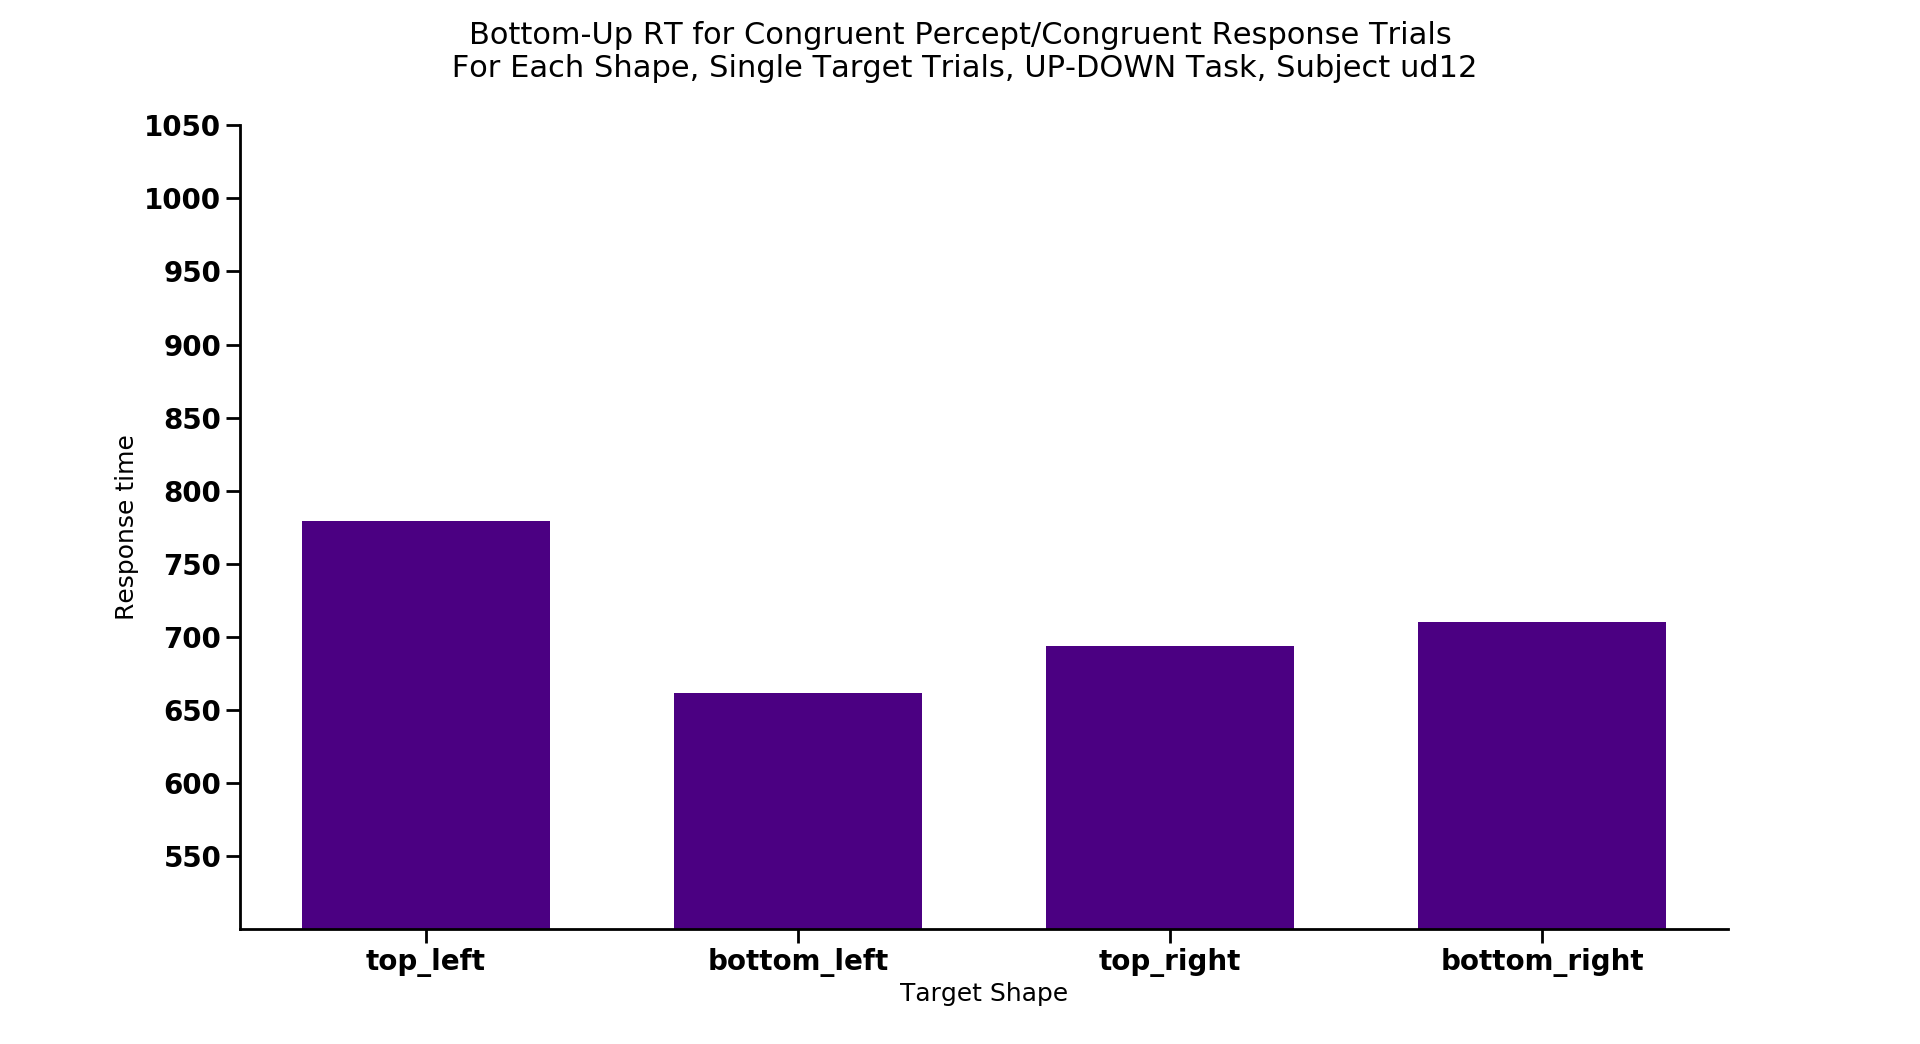 Bottom-Up RT for Congruent Percept/Congruent Response Trials
For Each Shape, Single Target Trials, UP-DOWN Task, Subject ud12
1050
1000
950
900
850
800
750
700
650
600
550
Response time
top_left
bottom_left
top_right
bottom_right
Target Shape